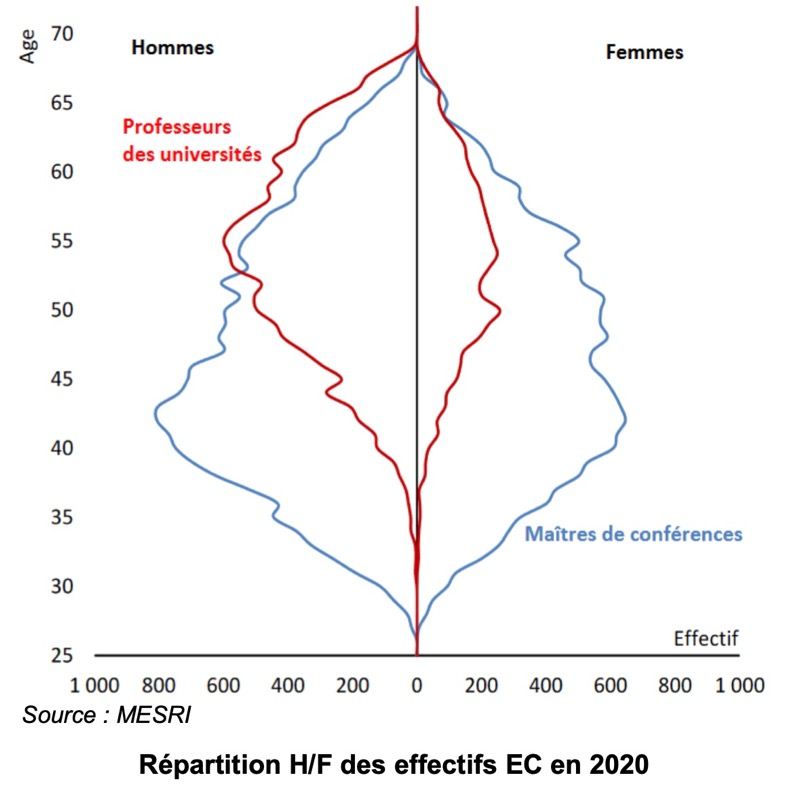 Age
70
Hommes
Femmes
65
Professeurs
des universités
60
55
50
45
40
35
Maîtres de conférences
30
Effectif
25
1 000 800 600 400 200 0 200 400 600 800 1 000
Source : MESRI
Répartition H/F des effectifs EC en 2020